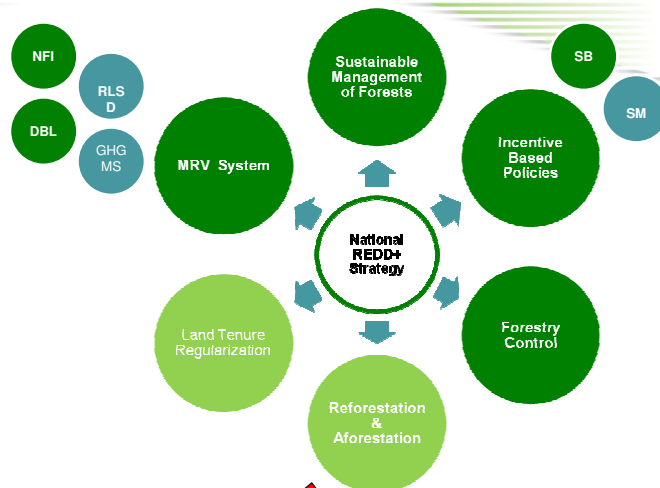 NFI
RLS
D
DBL
GHG
MS
SB
SM
Sustainable
Management
of Forests
MRV System
Incentive
Based
Policies
National
REDD+
Strategy
Land Tenure
Regularization
Forestry
Control
Reforestation
&
Aforestation